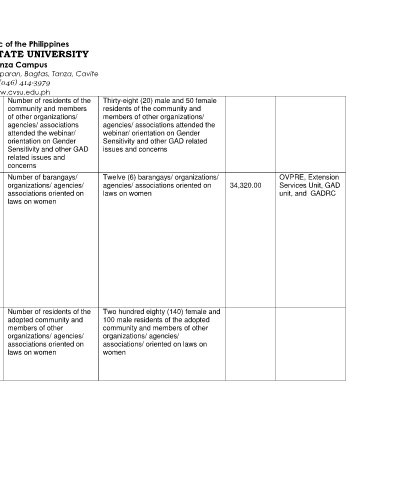 c of the Philippines
TATE UNIVERSITY
nza Campus
paran, Bagtas, Tanza, Cavite
(046) 414-3979
w.cvsu.edu.ph
Number of residents of the
community and members
of other organizations/
agencies/ associations
attended the webinar/
orientation on Gender
Sensitivity and other GAD
related issues and
concerns
Thirty-eight (20) male and 50 female
residents of the community and
members of other organizations/
agencies/ associations attended the
webinar/ orientation on Gender
Sensitivity and other GAD related
issues and concerns
Number of barangays/
organizations/ agencies/
associations oriented on
laws on women
Twelve (6) barangays/ organizations/
agencies/ associations oriented on
laws on women
34,320.00
OVPRE, Extension
Services Unit, GAD
unit, and GADRC
Number of residents of the
adopted community and
members of other
organizations/ agencies/
associations oriented on
laws on women
Two hundred eighty (140) female and
100 male residents of the adopted
community and members of other
organizations/ agencies/
associations/ oriented on laws on
women